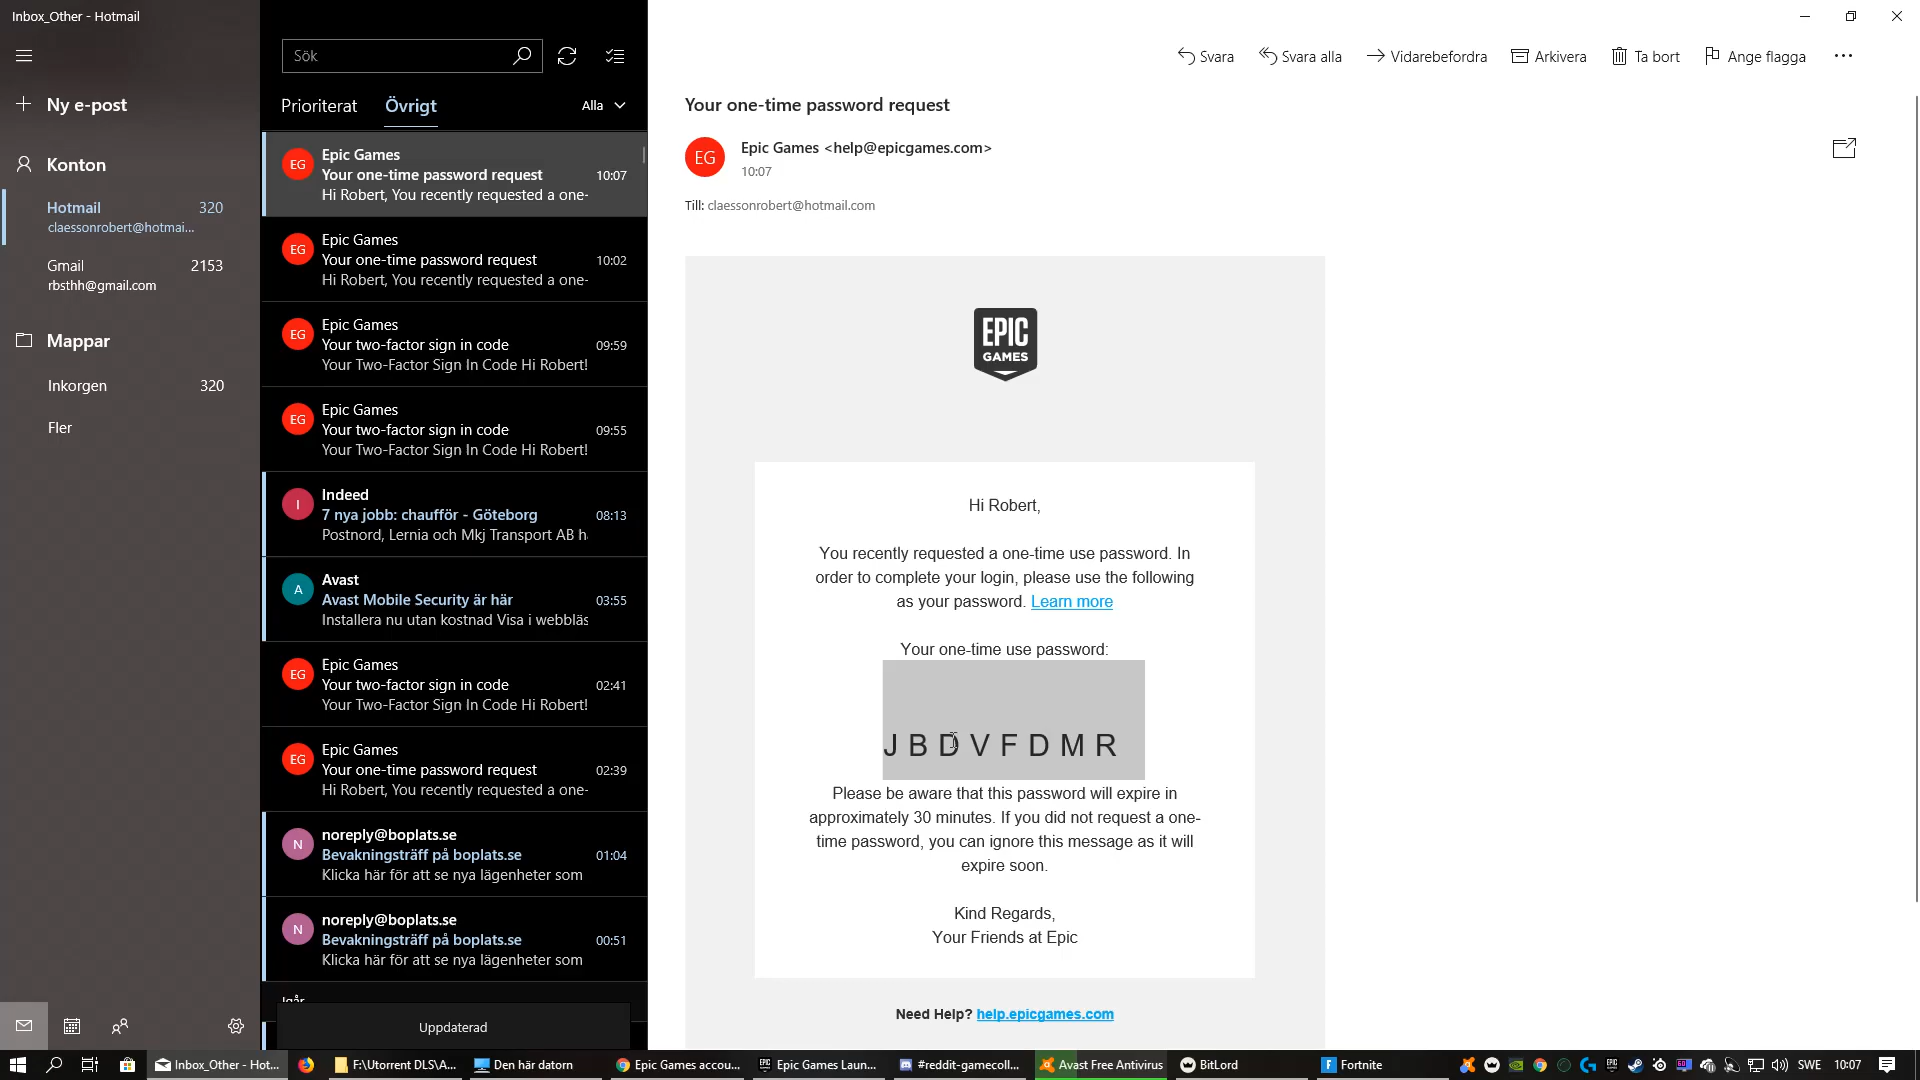 Inbox_Other - Hotmail
Ny e-post
Konton
Hotmail 320
claessonrobert@hotmai...
Gmail 2153
rbsthh@gmail.com
Mappar
Inkorgen 320
Fler
Sök
Prioriterat Övrigt Alla
EG
Epic Games
Your one-time password request 10:07
Hi Robert, You recently requested a one-
EG
Epic Games
Your one-time password request 10:02
Hi Robert, You recently requested a one-
EG
Epic Games
Your two-factor sign in code 09:59
Your Two-Factor Sign In Code Hi Robert!
EG
Epic Games
Your two-factor sign in code 09:55
Your Two-Factor Sign In Code Hi Robert!
I
Indeed
7 nya jobb: chaufför - Göteborg 08:13
Postnord, Lernia och Mkj Transport AB h
A
Avast
Avast Mobile Security är här 03:55
Installera nu utan kostnad Visa i webbläs
EG
Epic Games
Your two-factor sign in code 02:41
Your Two-Factor Sign In Code Hi Robert!
EG
Epic Games
Your one-time password request 02:39
Hi Robert, You recently requested a one-
N
noreply@boplats.se
Bevakningsträff på boplats.se 01:04
Klicka här för att se nya lägenheter som
N
noreply@boplats.se
Bevakningsträff på boplats.se 00:51
Klicka här för att se nya lägenheter som
Igår
Uppdaterad
Svara Svara alla Vidarebefordra Arkivera Ta bort Ange flagga
Your one-time password request
EG
Epic Games <help@epicgames.com>
10:07
Till: claessonrobert@hotmail.com
EPIC
GAMES
Hi Robert,
You recently requested a one-time use password. In
order to complete your login, please use the following
as your password. Learn more
Your one-time use password:
J B D V F D M R
Please be aware that this password will expire in
approximately 30 minutes. If you did not request a one-
time password, you can ignore this message as it will
expire soon.
Kind Regards,
Your Friends at Epic
Need Help? help.epicgames.com
Inbox_Other - Hot... F:\Utorrent DLS\A... Den här datorn Epic Games accou... Epic Games Laun... #reddit-gamecoll... Avast Free Antivirus BitLord Fortnite SWE 10:07